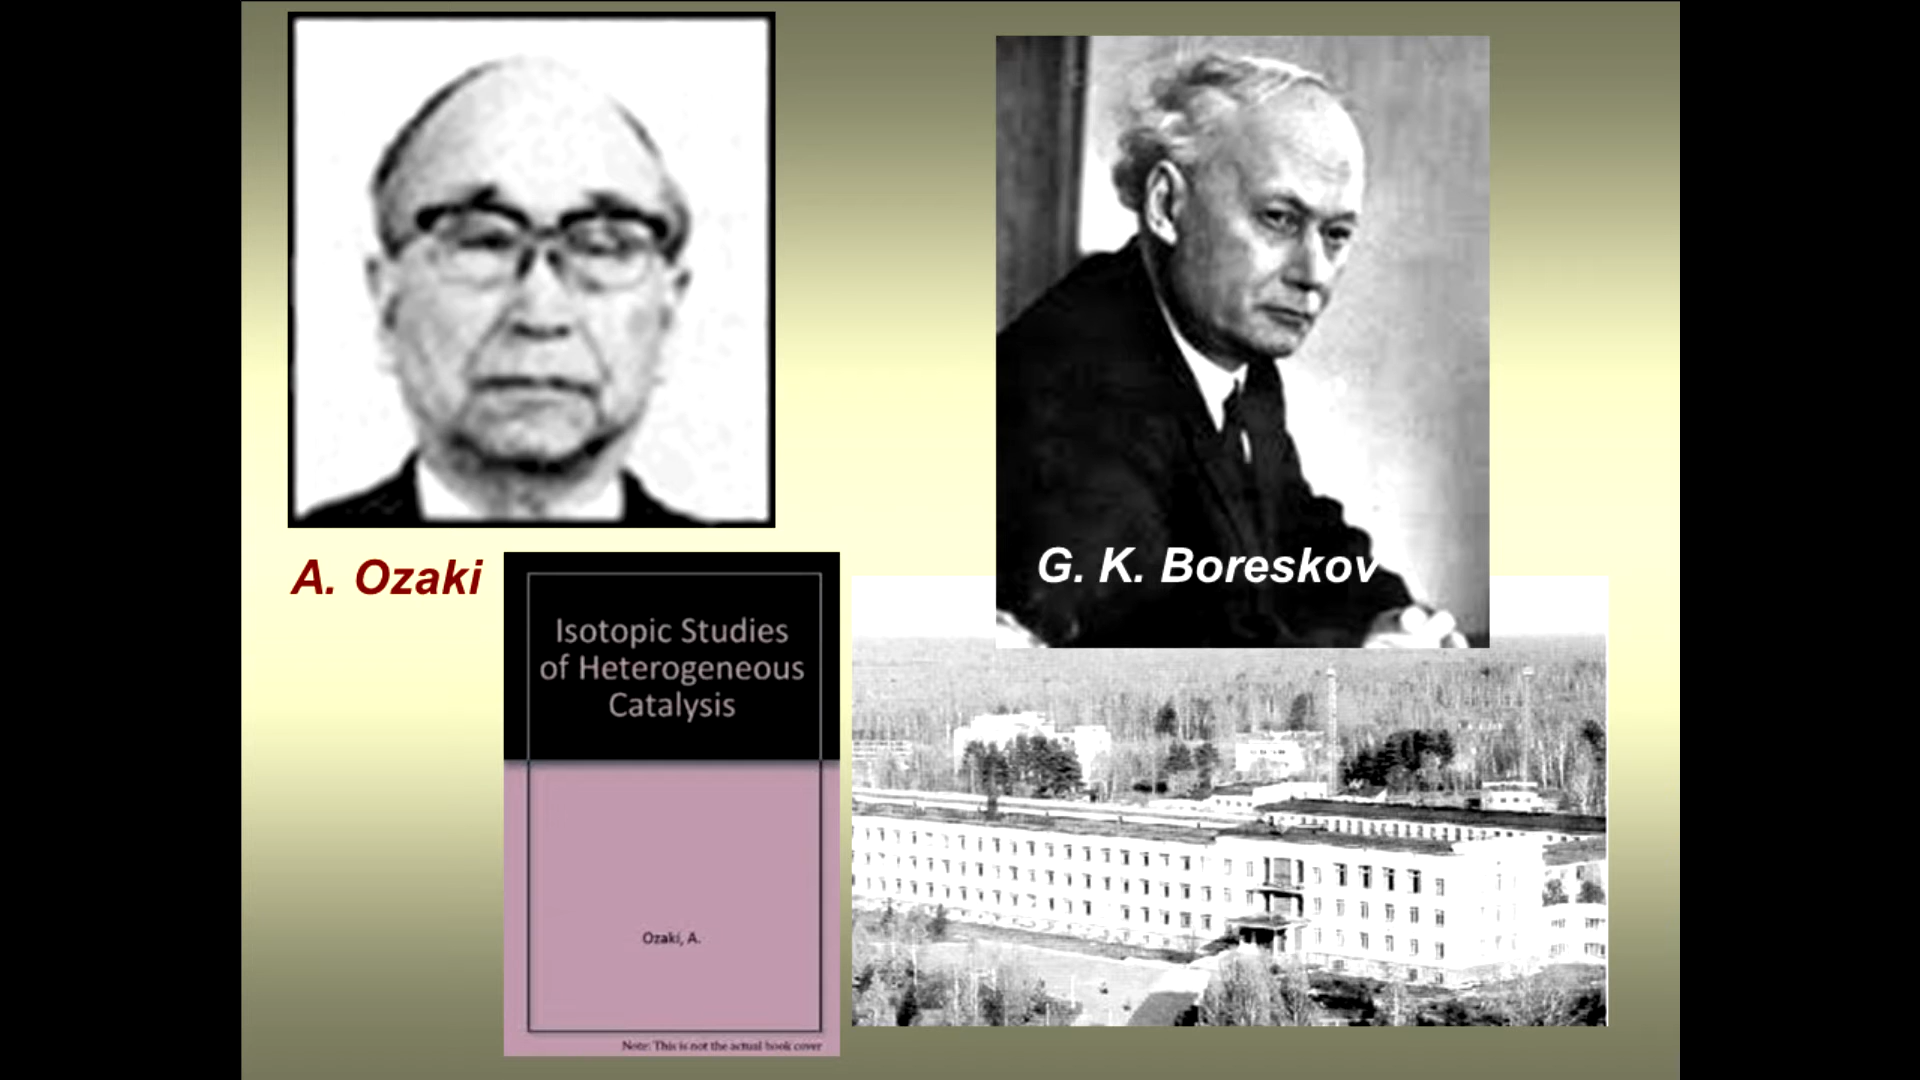 A. Ozaki
G. K. Boreskov
Isotopic Studies
of Heterogeneous
Catalysis
Ozaki, A.
Note: This is not the actual book cover